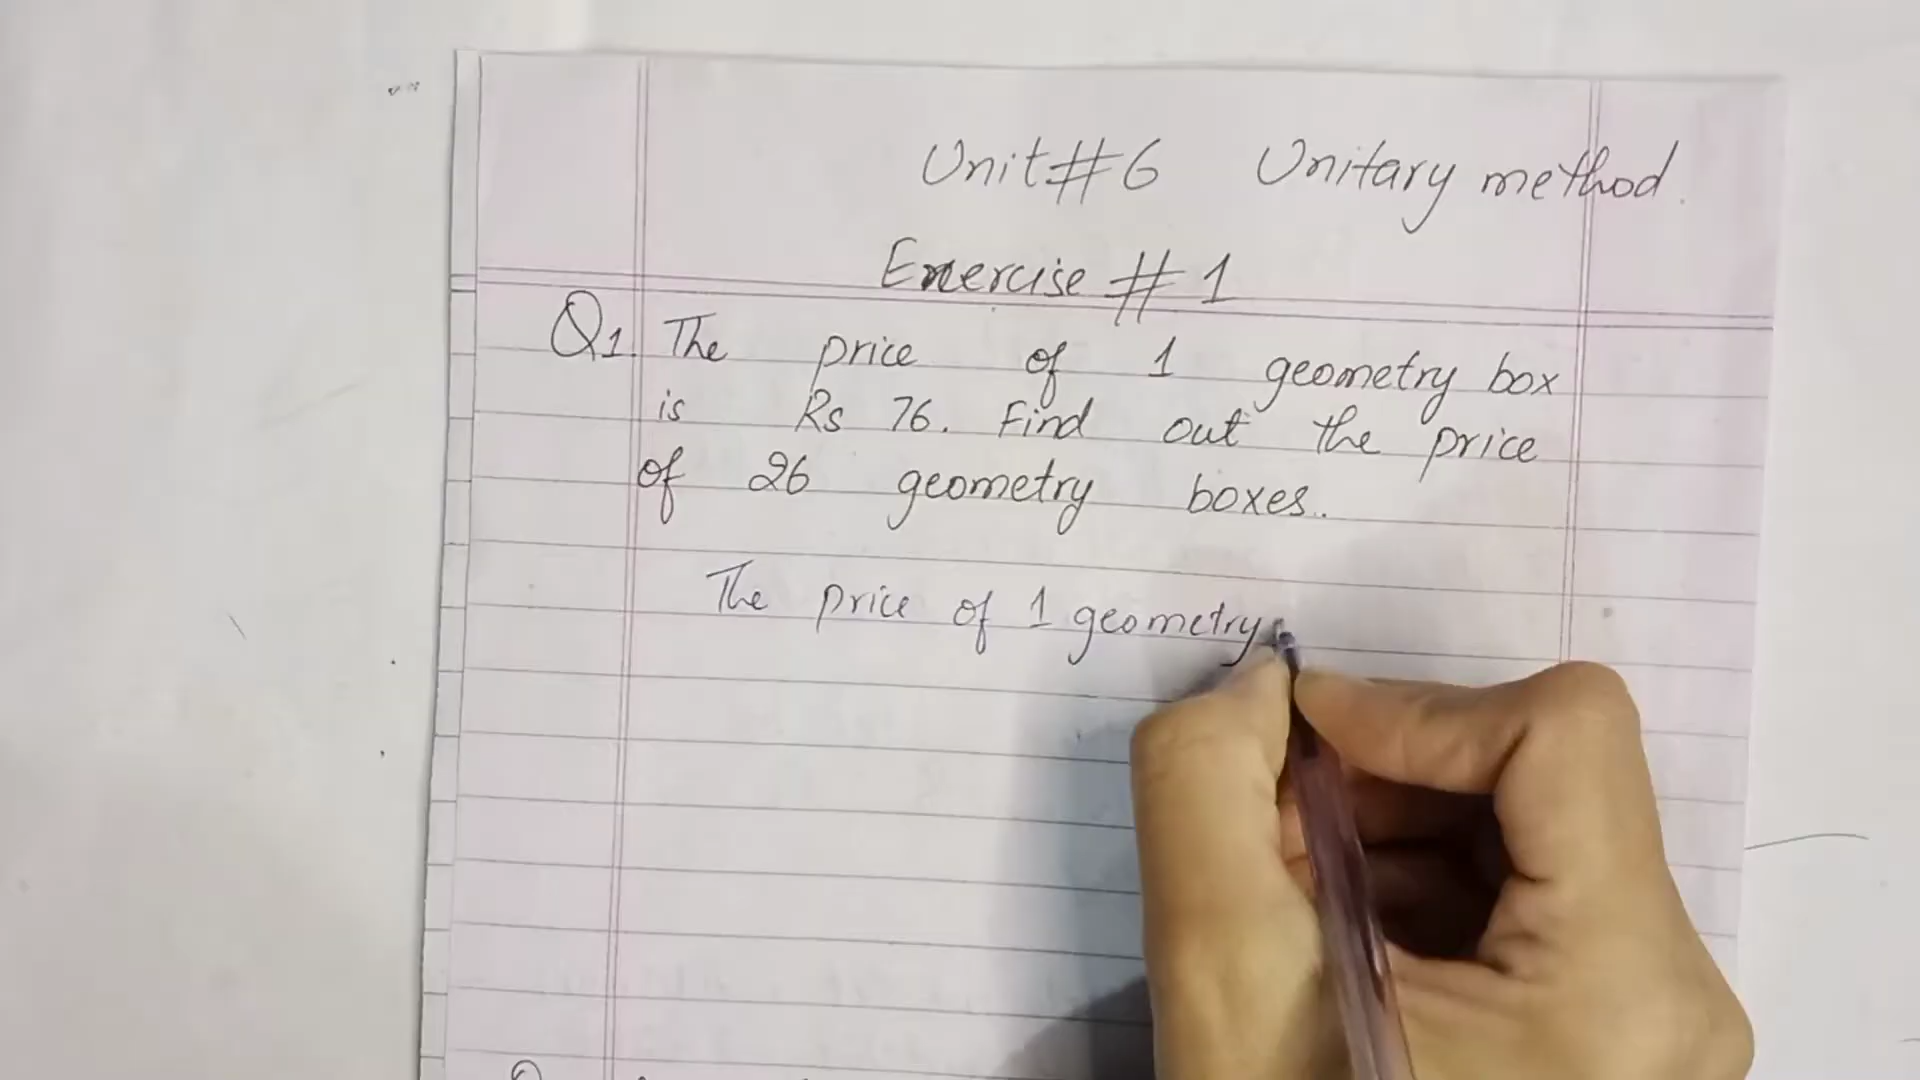 Unit#6 Unitary method.
Exercise # 1
Q1. The price of 1 geometry box
is Rs 76. Find out the price
of 26 geometry boxes..
The price of 1 geometry